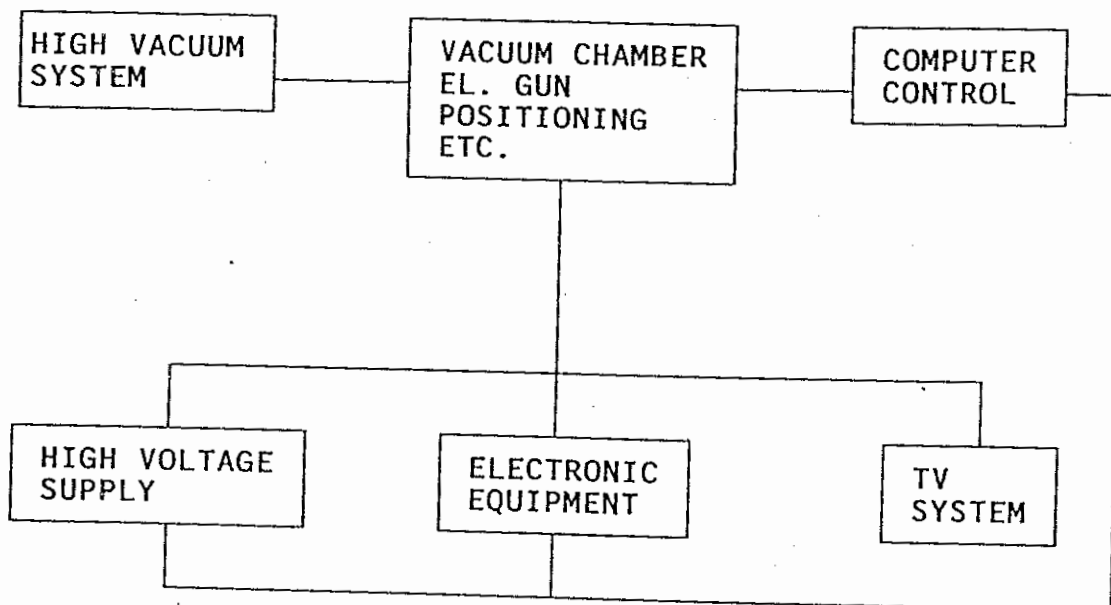 HIGH VACUUM
SYSTEM
VACUUM CHAMBER
EL. GUN
POSITIONING
ETC.
COMPUTER
CONTROL
HIGH VOLTAGE
SUPPLY
ELECTRONIC
EQUIPMENT
TV
SYSTEM